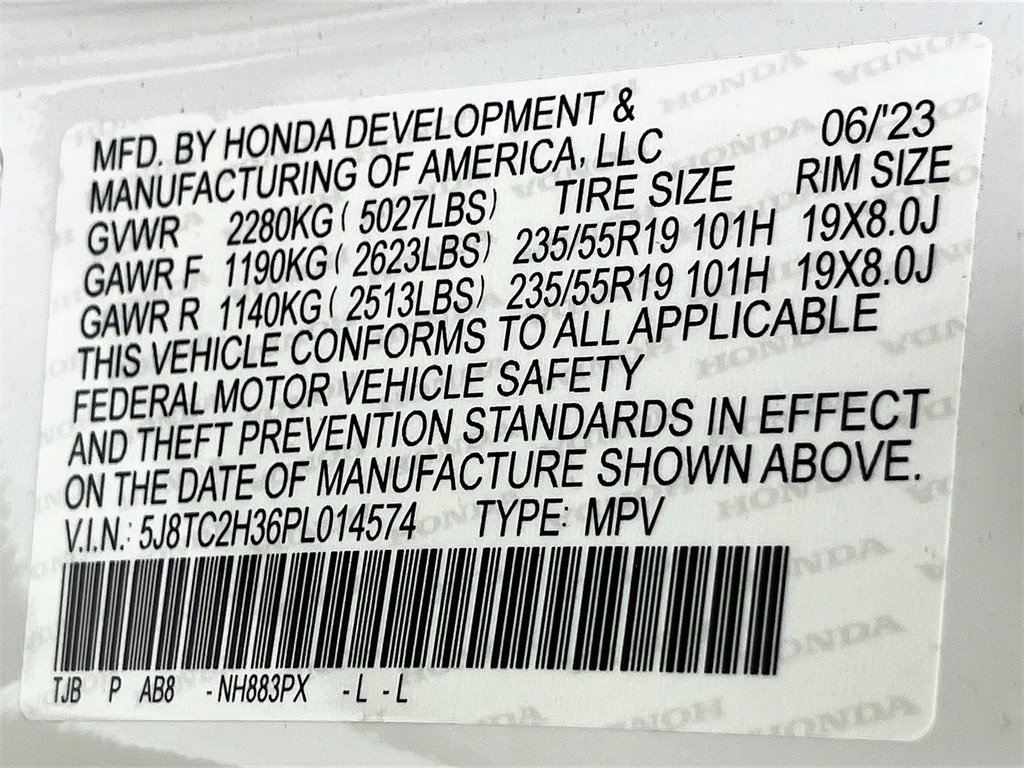 MFD. BY HONDA DEVELOPMENT &
MANUFACTURING OF AMERICA, LLC 06/'23
GVWR 2280KG ( 5027LBS) TIRE SIZE RIM SIZE
GAWR F 1190KG ( 2623LBS) 235/55R19 101H 19X8.0J
GAWR R 1140KG ( 2513LBS) 235/55R19 101H 19X8.0J
THIS VEHICLE CONFORMS TO ALL APPLICABLE
FEDERAL MOTOR VEHICLE SAFETY
AND THEFT PREVENTION STANDARDS IN EFFECT
ON THE DATE OF MANUFACTURE SHOWN ABOVE.
V.I.N.: 5J8TC2H36PL014574 TYPE: MPV
TJB P AB8 - NH883PX - L - L